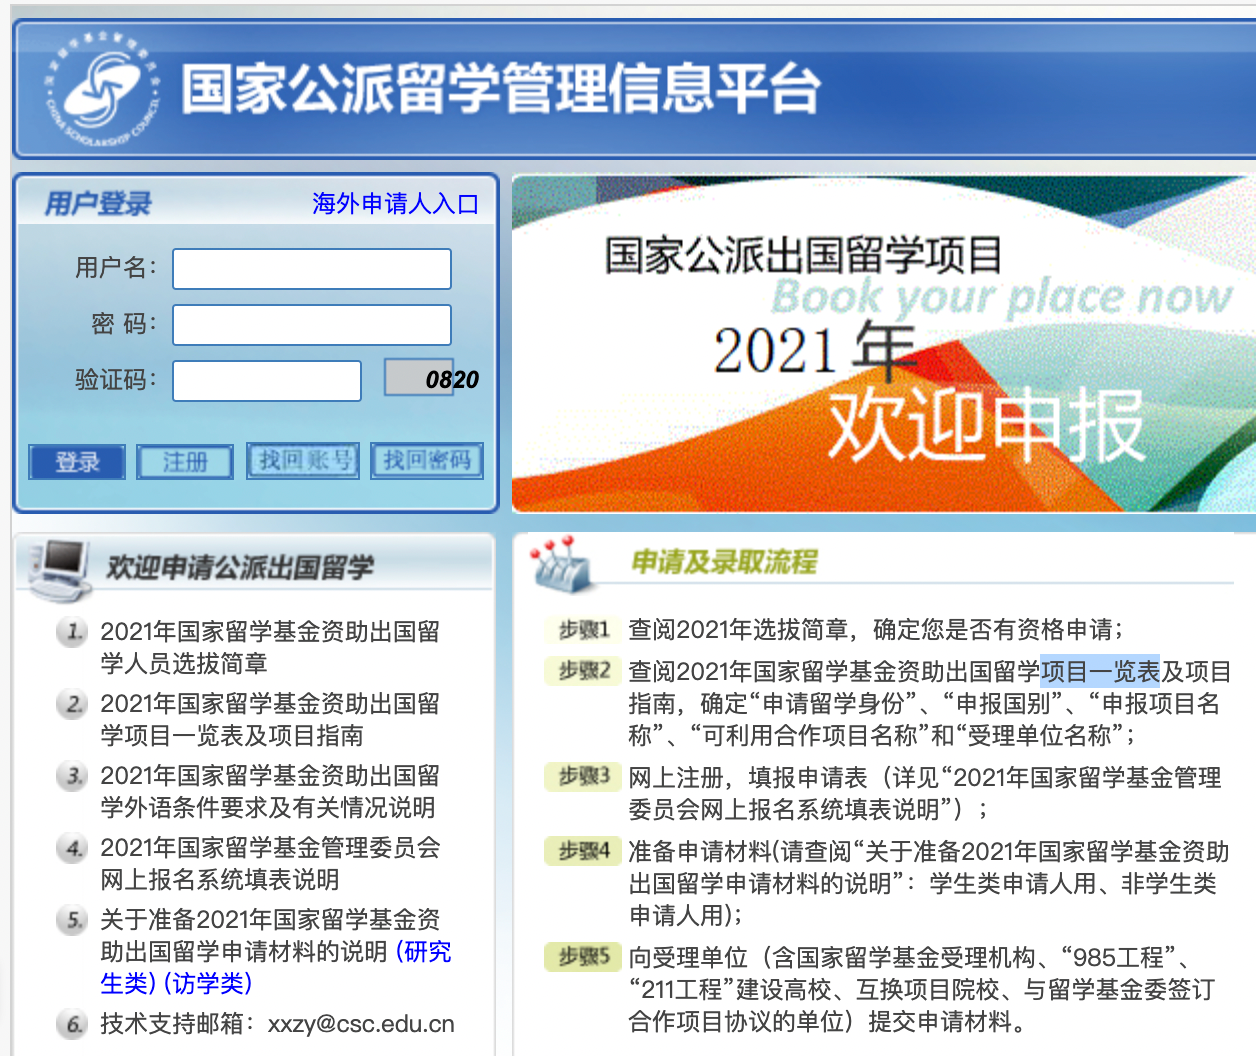 国家留学基金管理委员会
CHINA SCHOLARSHIP COUNCIL
国家公派留学管理信息平台
用户登录 海外申请人入口
用户名：
密 码：
验证码： 0820
登录 注册 找回账号 找回密码
国家公派出国留学项目
Book your place now
2021 年
欢迎申报
欢迎申请公派出国留学
1. 2021年国家留学基金资助出国留
学人员选拔简章
2. 2021年国家留学基金资助出国留
学项目一览表及项目指南
3. 2021年国家留学基金资助出国留
学外语条件要求及有关情况说明
4. 2021年国家留学基金管理委员会
网上报名系统填表说明
5. 关于准备2021年国家留学基金资
助出国留学申请材料的说明 (研究
生类) (访学类)
6. 技术支持邮箱：xxzy@csc.edu.cn
申请及录取流程
步骤1 查阅2021年选拔简章，确定您是否有资格申请；
步骤2 查阅2021年国家留学基金资助出国留学项目一览表及项目
指南，确定“申请留学身份”、“申报国别”、“申报项目名
称”、“可利用合作项目名称”和“受理单位名称”；
步骤3 网上注册，填报申请表（详见“2021年国家留学基金管理
委员会网上报名系统填表说明”）；
步骤4 准备申请材料(请查阅“关于准备2021年国家留学基金资助
出国留学申请材料的说明”：学生类申请人用、非学生类
申请人用)；
步骤5 向受理单位（含国家留学基金受理机构、“985工程”、
“211工程”建设高校、互换项目院校、与留学基金委签订
合作项目协议的单位）提交申请材料。